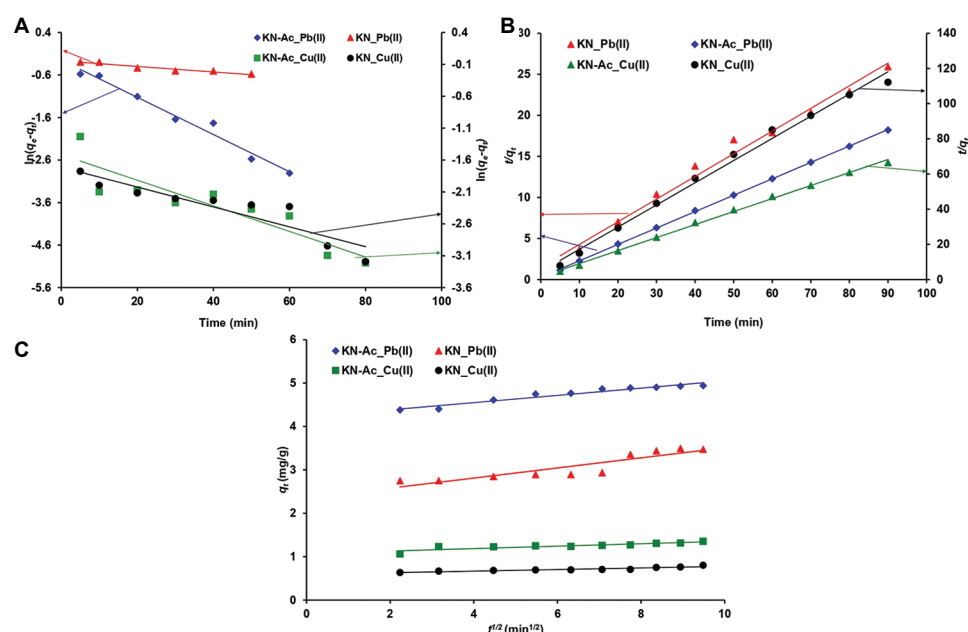 A
KN-Ac_Pb(II) KN_Pb(II)
KN-Ac_Cu(II) KN_Cu(II)
0.4
-0.6
-1.6
-2.6
-3.6
-4.6
-5.6
ln(qe-qt)
0.4
-0.1
-0.6
-1.1
-1.6
-2.1
-2.6
-3.1
-3.6
ln(qe-qt)
0 20 40 60 80 100
Time (min)
B
KN_Pb(II) KN-Ac_Pb(II)
KN-Ac_Cu(II) KN_Cu(II)
30
25
20
15
10
5
0
t/qt
140
120
100
80
60
40
20
0
t/qt
0 10 20 30 40 50 60 70 80 90 100
Time (min)
C
KN-Ac_Pb(II) KN_Pb(II)
KN-Ac_Cu(II) KN_Cu(II)
6
5
4
3
2
1
0
qt (mg/g)
0 2 4 6 8 10
t1/2 (min1/2)